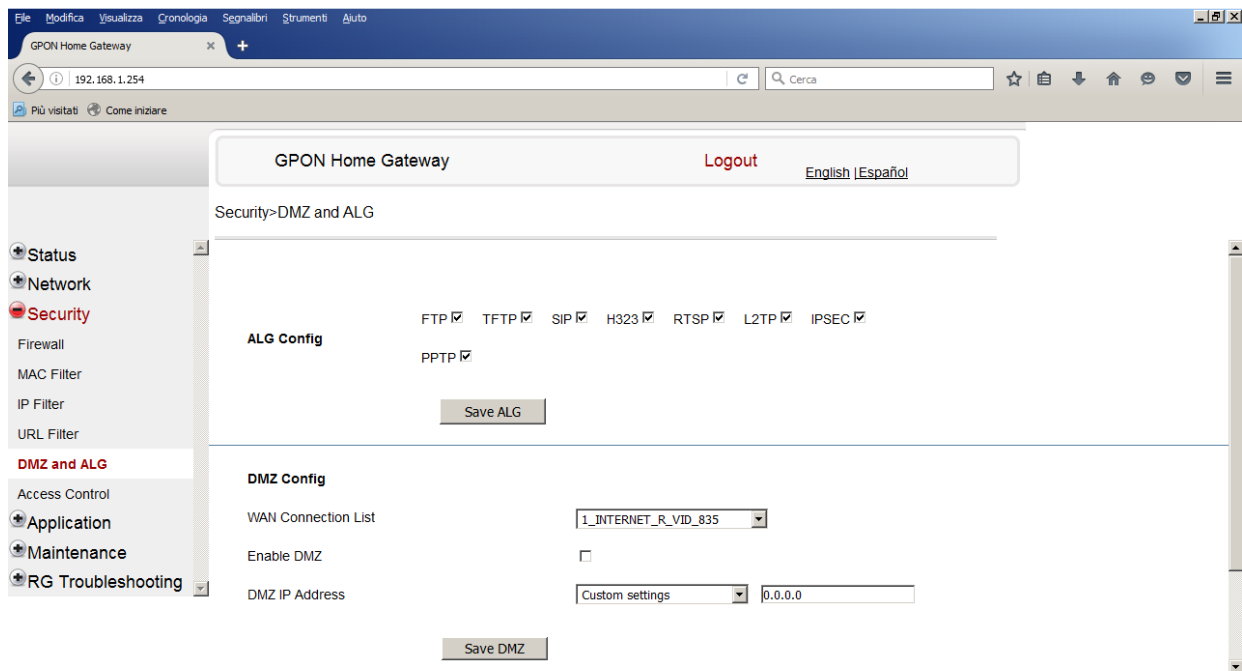 File Modifica Visualizza Cronologia Segnalibri Strumenti Aiuto
GPON Home Gateway
192.168.1.254
Cerca
Più visitati Come iniziare
GPON Home Gateway Logout English | Español
Security>DMZ and ALG
Status
Network
Security
Firewall
MAC Filter
IP Filter
URL Filter
DMZ and ALG
Access Control
Application
Maintenance
RG Troubleshooting
ALG Config
FTP TFTP SIP H323 RTSP L2TP IPSEC
PPTP
Save ALG
DMZ Config
WAN Connection List 1_INTERNET_R_VID_835
Enable DMZ
DMZ IP Address Custom settings 0.0.0.0
Save DMZ